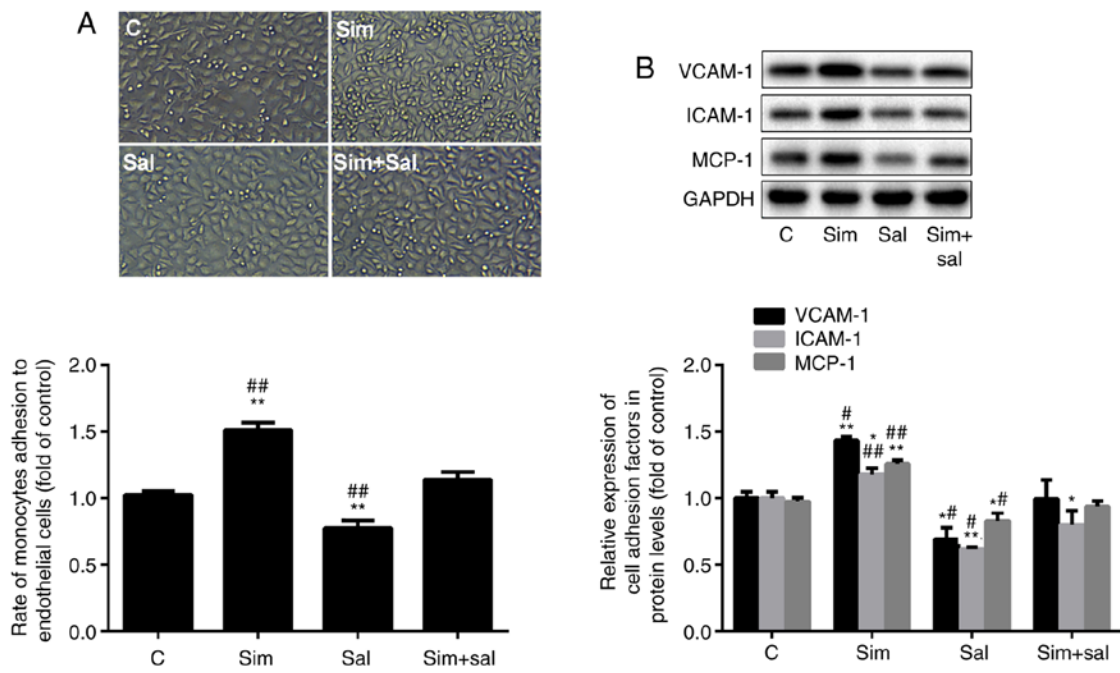 A
C
Sim
Sal
Sim+Sal
Rate of monocytes adhesion to
endothelial cells (fold of control)
2.0
1.5
1.0
0.5
0.0
##
**
##
**
C Sim Sal Sim+sal
B
VCAM-1
ICAM-1
MCP-1
GAPDH
C Sim Sal Sim+
sal
VCAM-1
ICAM-1
MCP-1
Relative expression of
cell adhesion factors in
protein levels (fold of control)
2.0
1.5
1.0
0.5
0.0
#
**
*
##
##
**
*#
#
**
*#
*
C Sim Sal Sim+sal